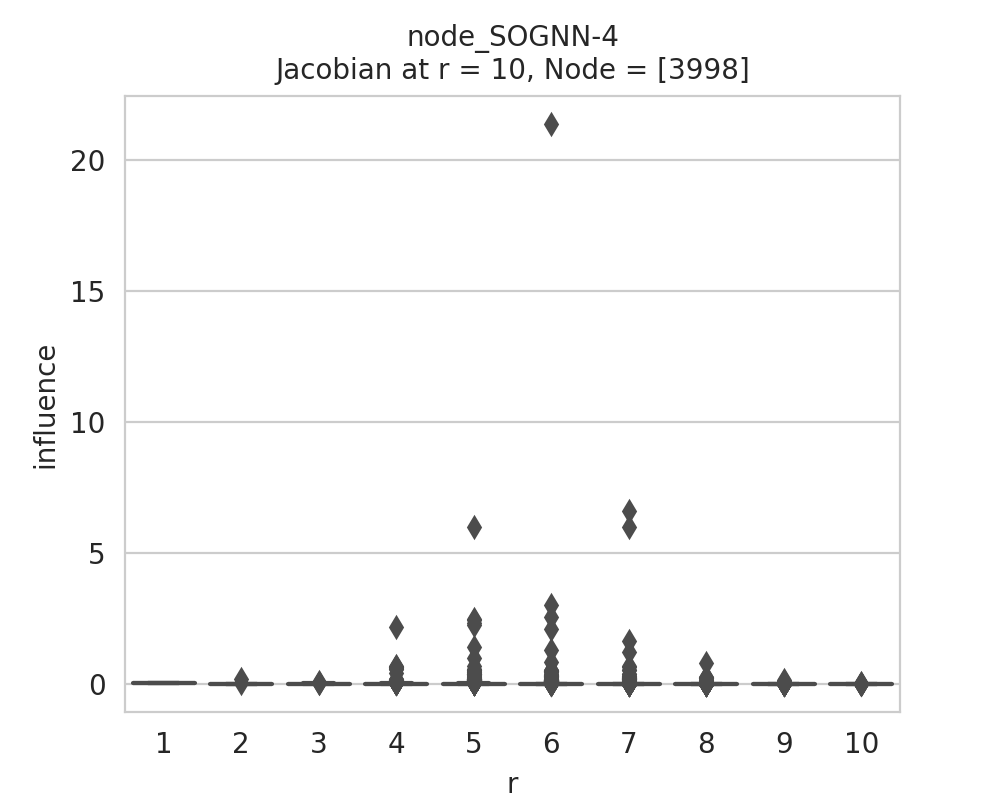 node_SOGNN-4
Jacobian at r = 10, Node = [3998]
20
15
10
5
0
influence
1 2 3 4 5 6 7 8 9 10
r